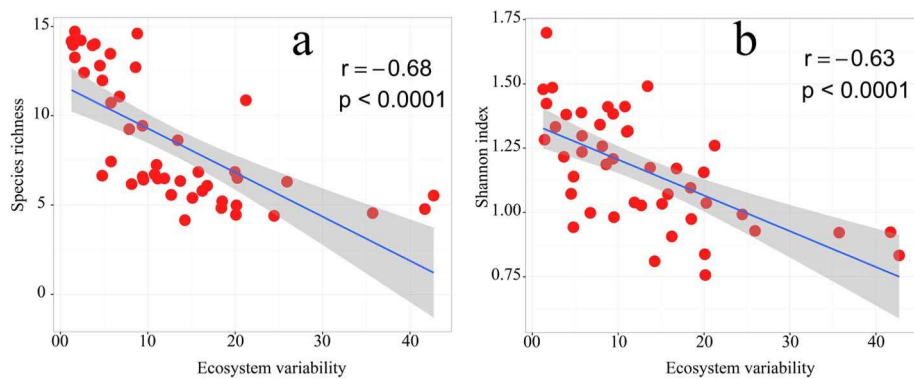 a
r = −0.68
p < 0.0001
Species richness
15
10
5
0
00 10 20 30 40
Ecosystem variability
b
r = −0.63
p < 0.0001
Shannon index
1.75
1.50
1.25
1.00
0.75
00 10 20 30 40
Ecosystem variability